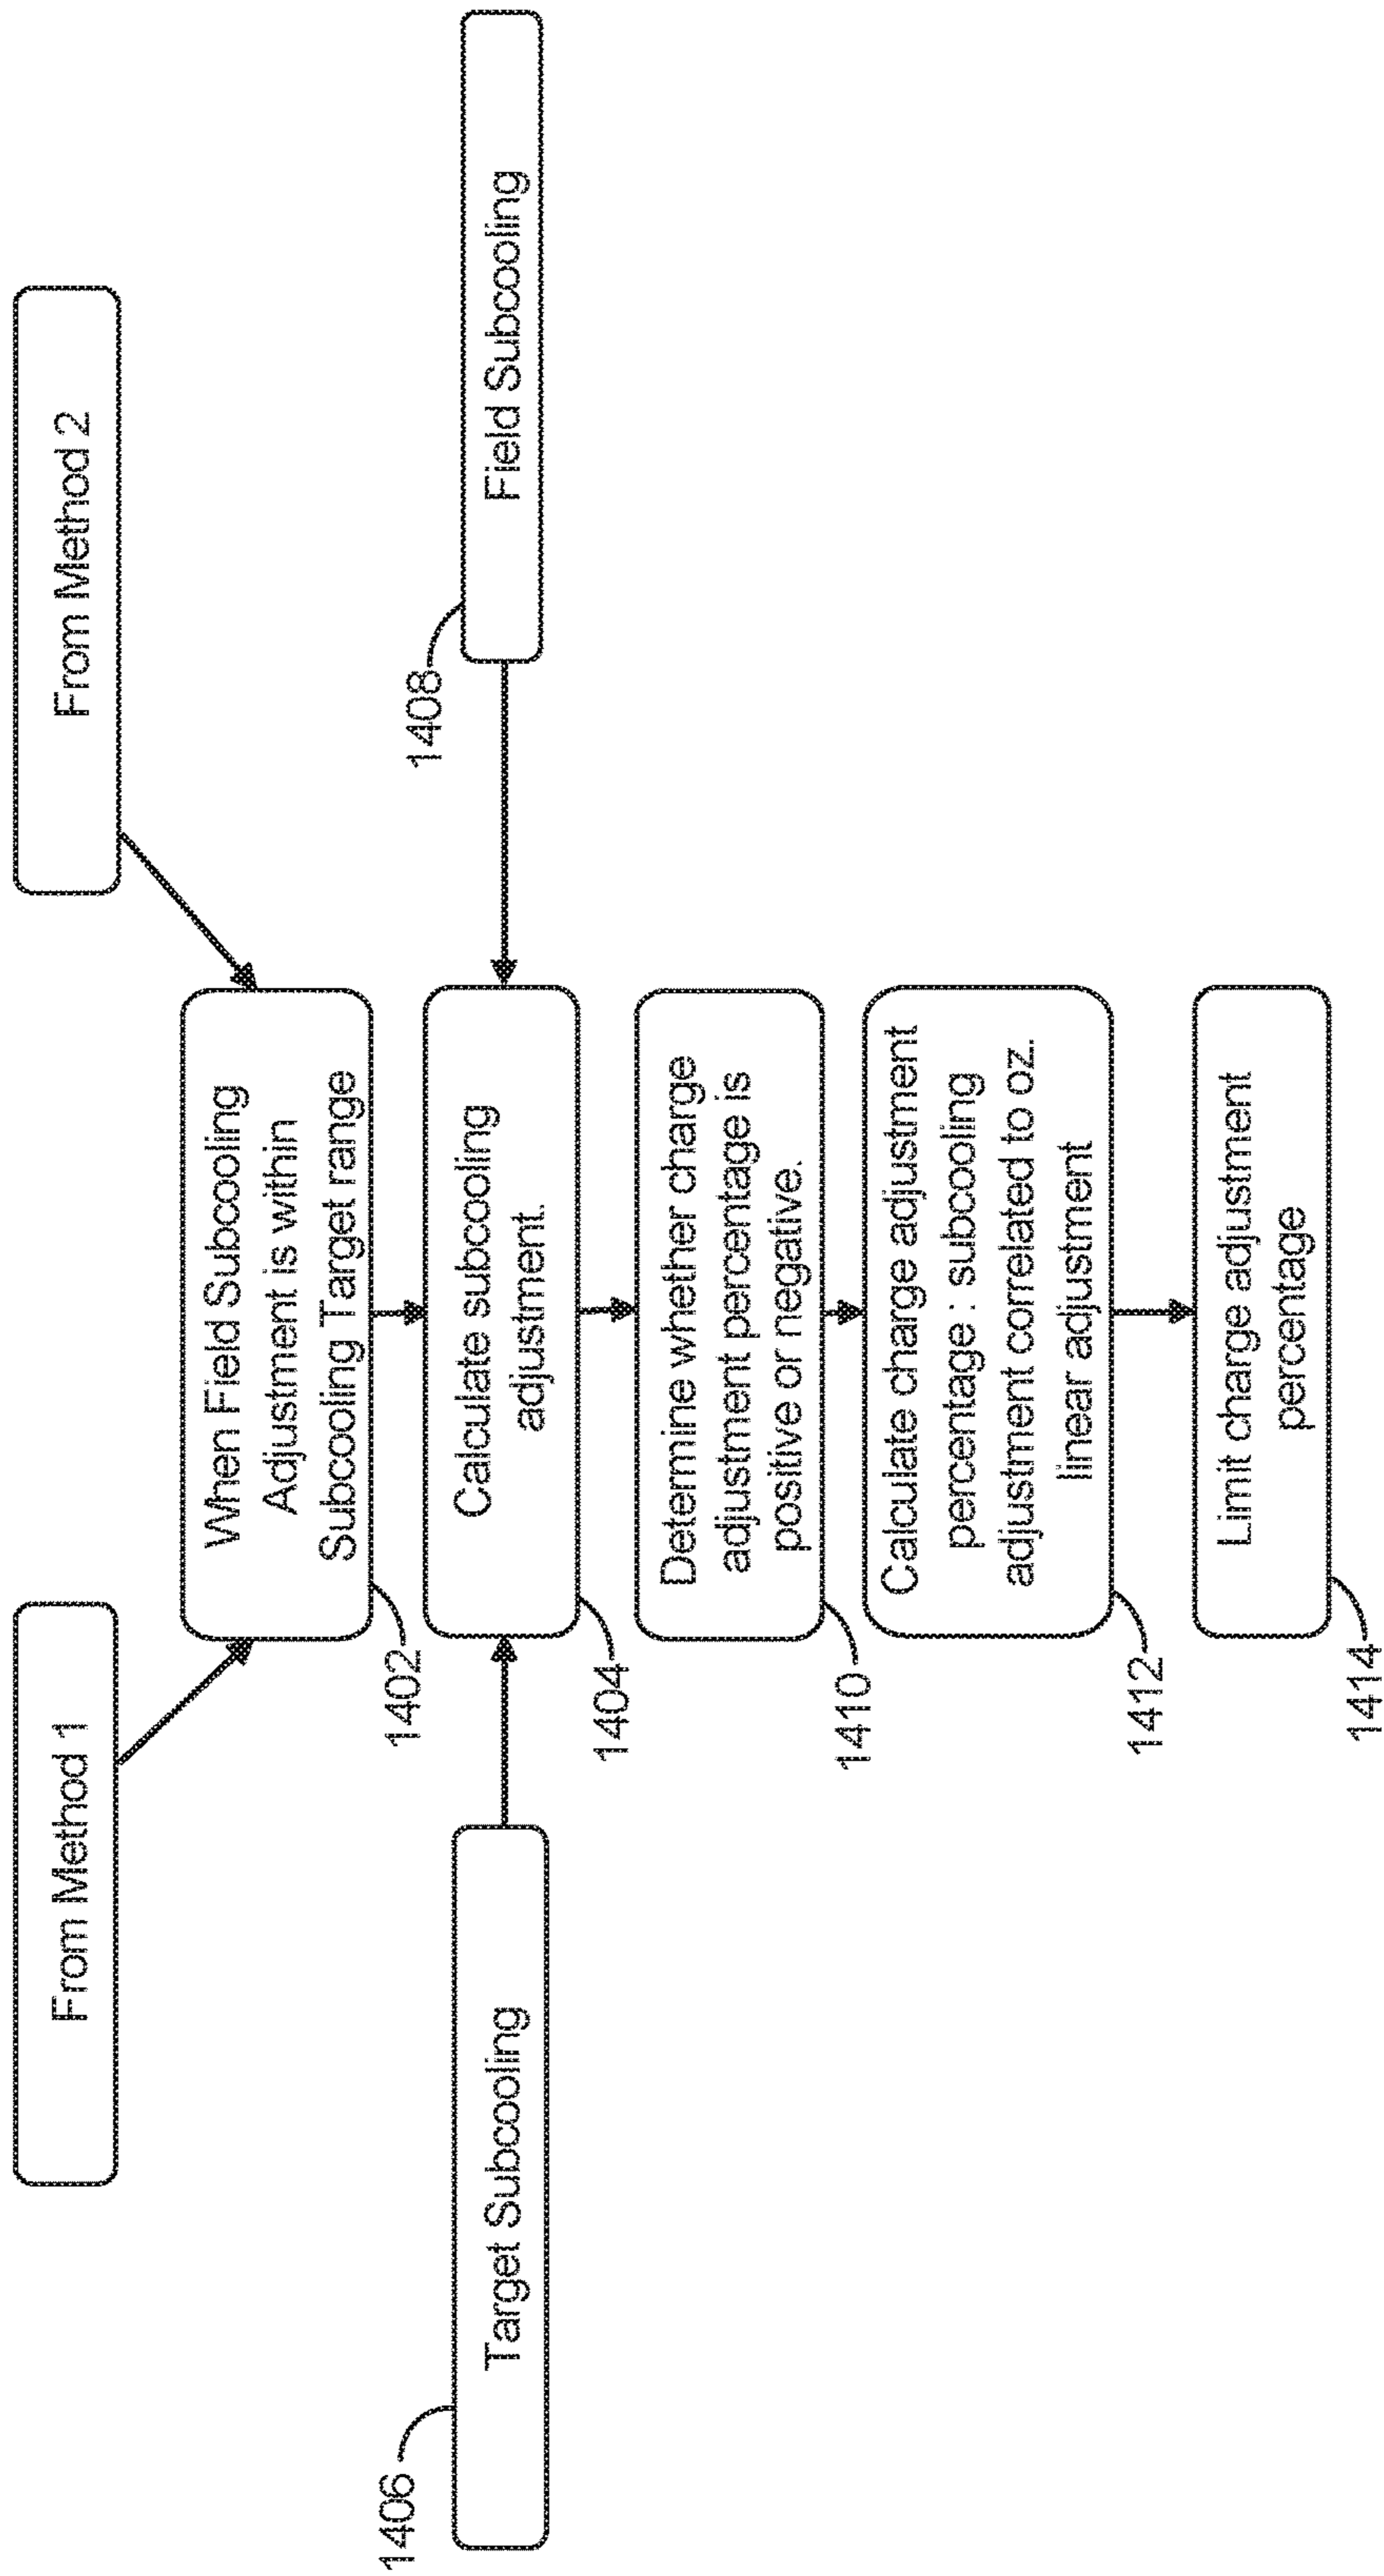 From Method 1
From Method 2
When Field Subcooling
Adjustment is within
Subcooling Target range
1402
1406
Target Subcooling
Calculate subcooling
adjustment.
1404
1408
Field Subcooling
Determine whether charge
adjustment percentage is
positive or negative.
1410
Calculate charge adjustment
percentage : subcooling
adjustment correlated to oz.
linear adjustment
1412
Limit charge adjustment
percentage
1414